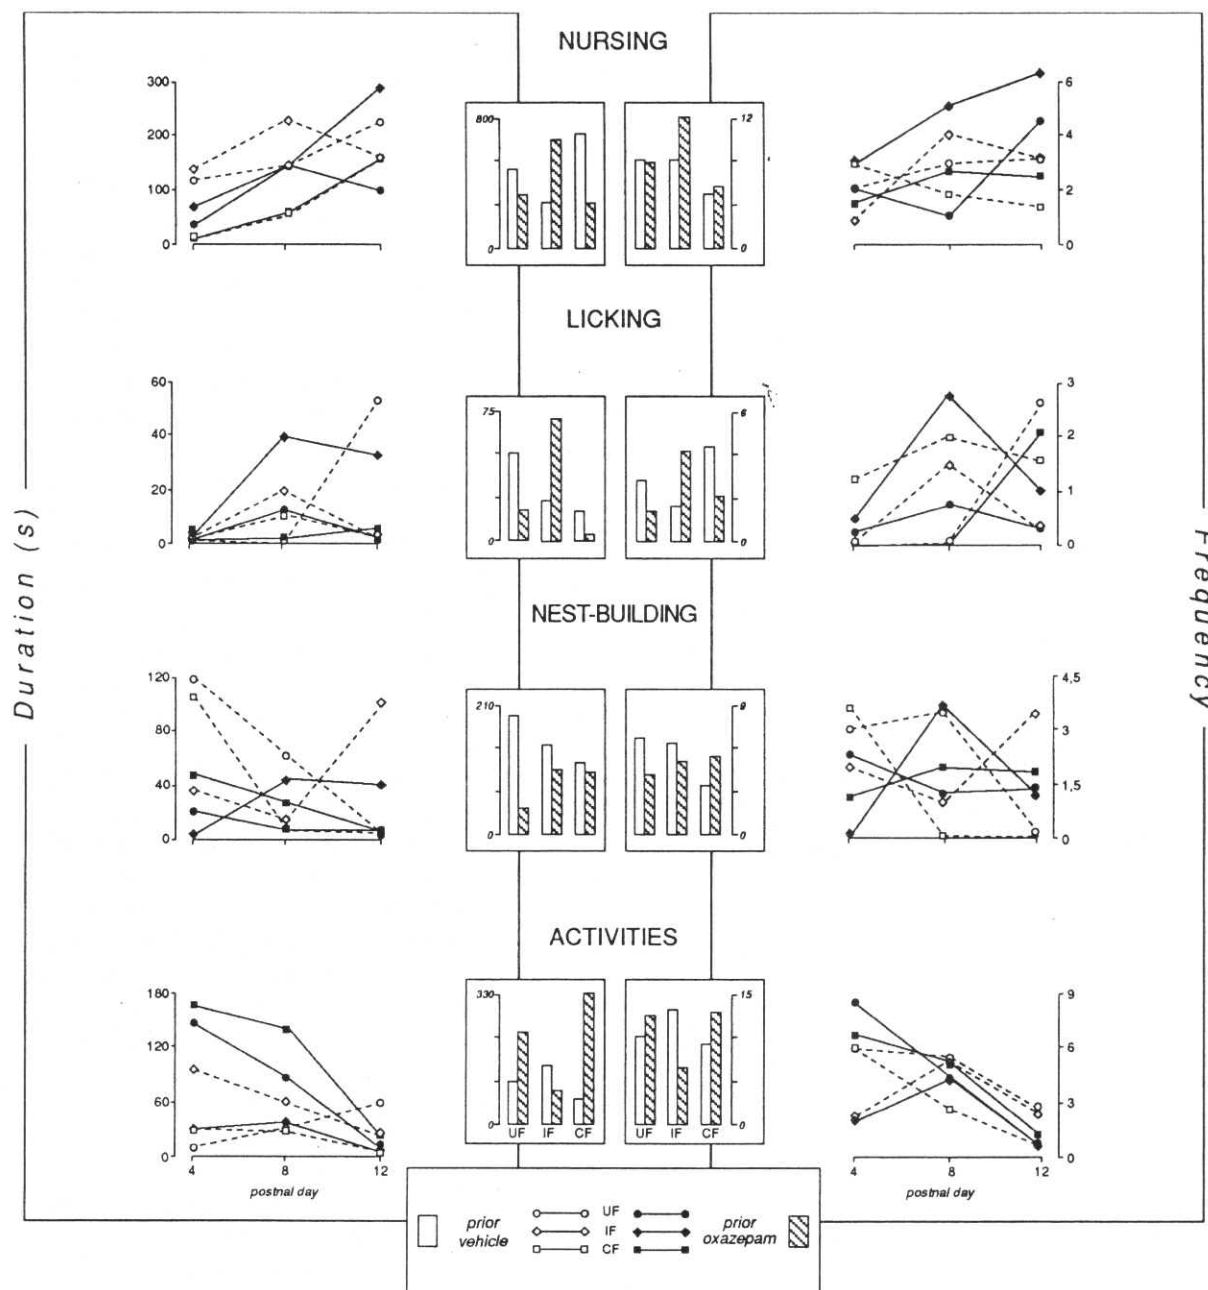 NURSING
300
200
100
0
800
0
12
0
6
4
2
0
LICKING
60
40
20
0
75
0
6
0
3
2
1
0
Duration (s)
Frequency
NEST-BUILDING
120
80
40
0
210
0
9
0
4,5
3
1,5
0
ACTIVITIES
180
120
60
0
330
0
15
0
9
6
3
0
UF IF CF
UF IF CF
4 8 12
4 8 12
postnal day
postnal day
prior vehicle
UF
IF
CF
prior oxazepam